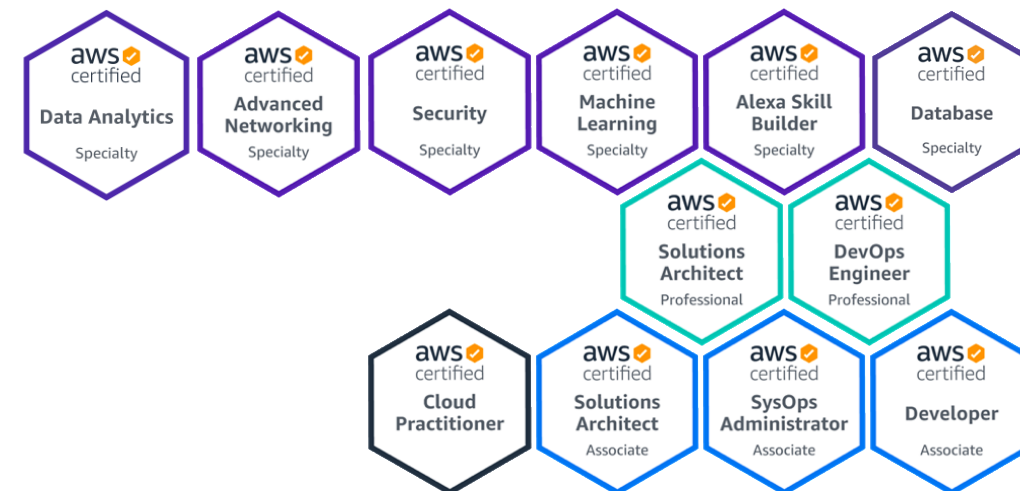 aws
certified
Data Analytics
Specialty
aws
certified
Advanced
Networking
Specialty
aws
certified
Security
Specialty
aws
certified
Machine
Learning
Specialty
aws
certified
Alexa Skill
Builder
Specialty
aws
certified
Database
Specialty
aws
certified
Solutions
Architect
Professional
aws
certified
DevOps
Engineer
Professional
aws
certified
Cloud
Practitioner
aws
certified
Solutions
Architect
Associate
aws
certified
SysOps
Administrator
Associate
aws
certified
Developer
Associate